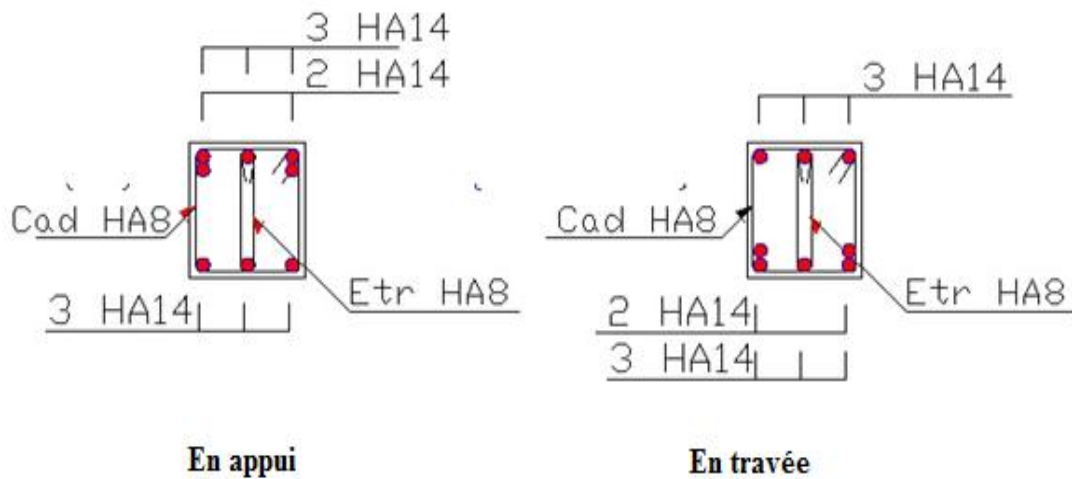 3 HA14
2 HA14
Cad HA8
Etr HA8
3 HA14
En appui
3 HA14
Cad HA8
Etr HA8
2 HA14
3 HA14
En travée